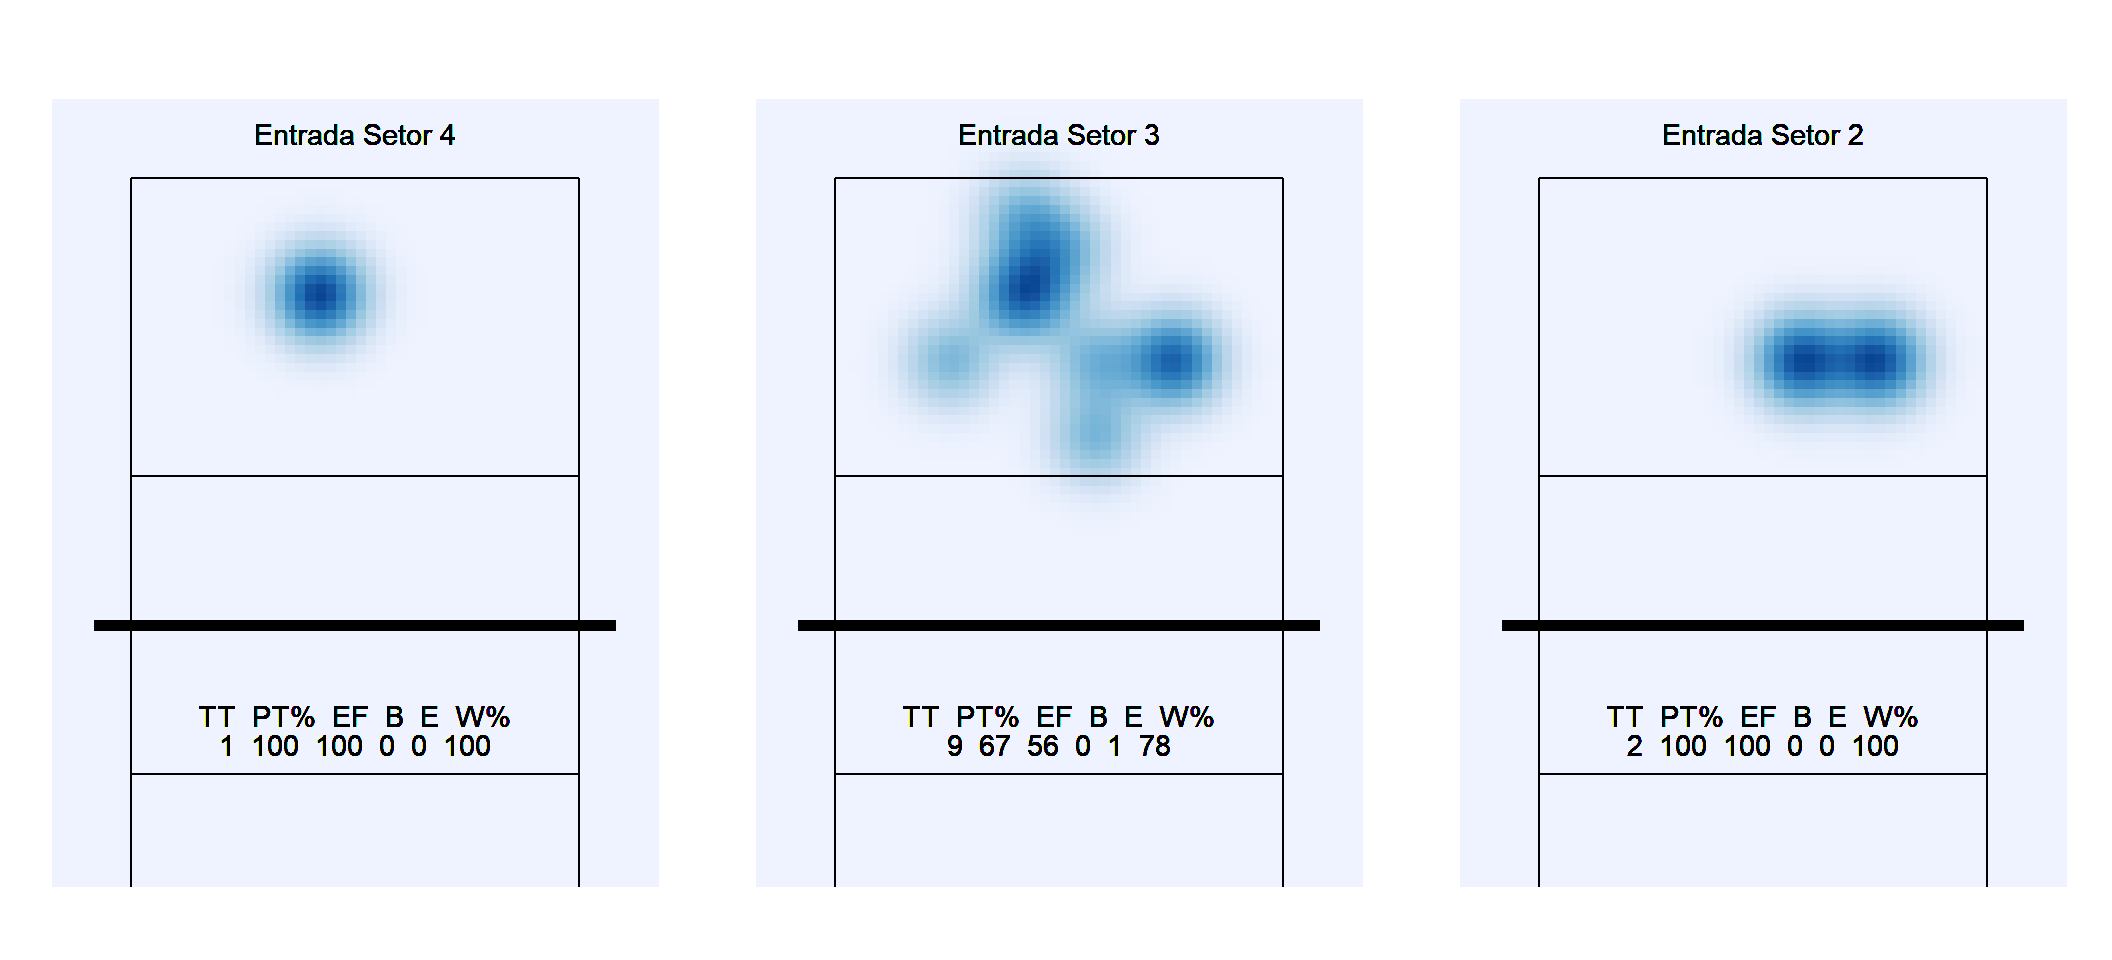 Entrada Setor 4
TT PT% EF B E W%
1 100 100 0 0 100
Entrada Setor 3
TT PT% EF B E W%
9 67 56 0 1 78
Entrada Setor 2
TT PT% EF B E W%
2 100 100 0 0 100